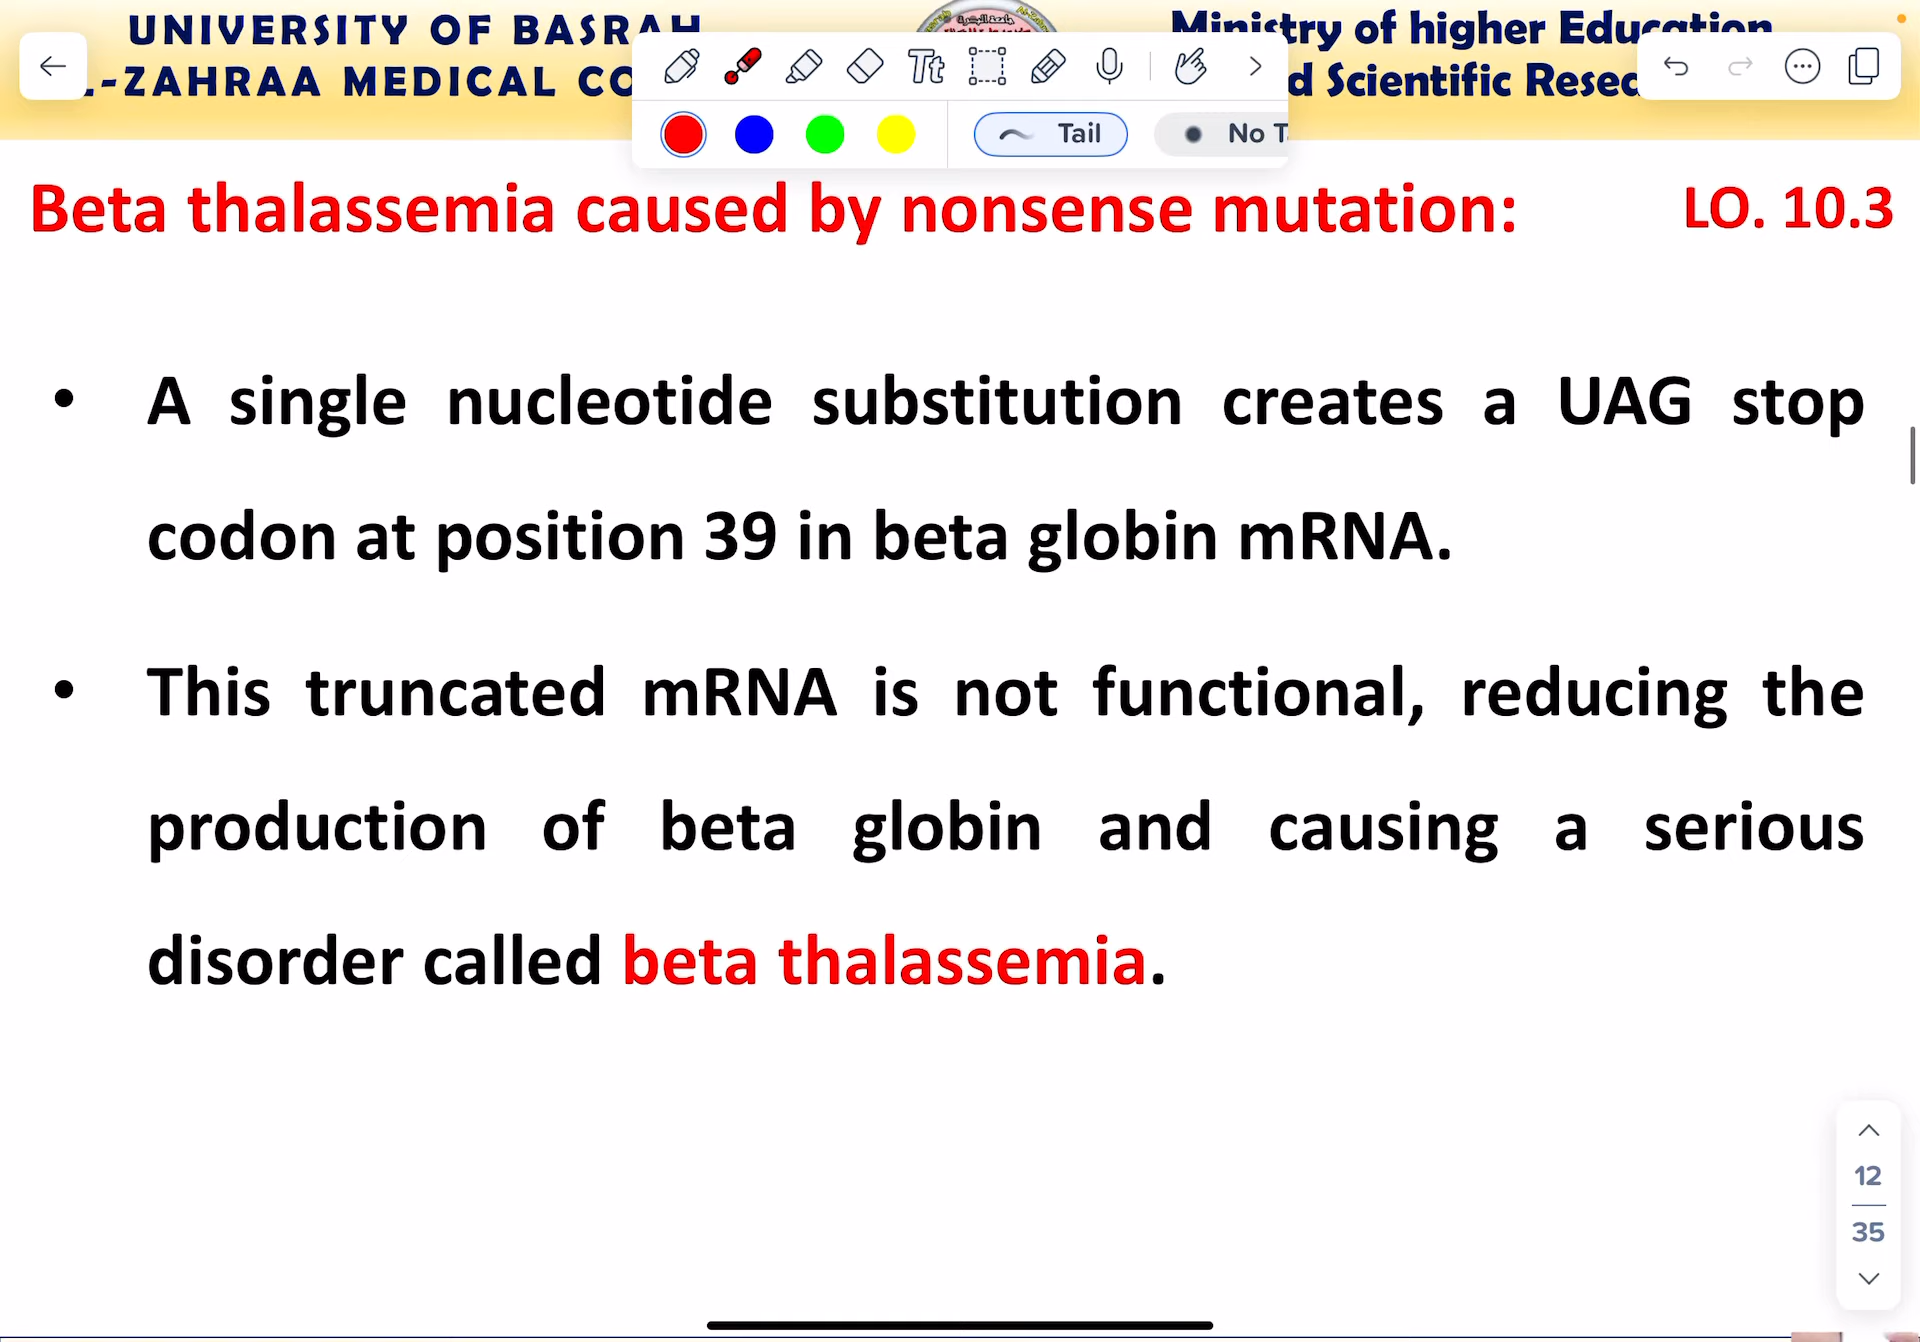 UNIVERSITY OF BASRAH
-ZAHRAA MEDICAL CO
Ministry of higher Education
d Scientific Resec
Tt
Tail
No T
Beta thalassemia caused by nonsense mutation:
LO. 10.3
• A single nucleotide substitution creates a UAG stop
codon at position 39 in beta globin mRNA.
• This truncated mRNA is not functional, reducing the
production of beta globin and causing a serious
disorder called beta thalassemia.
12
35